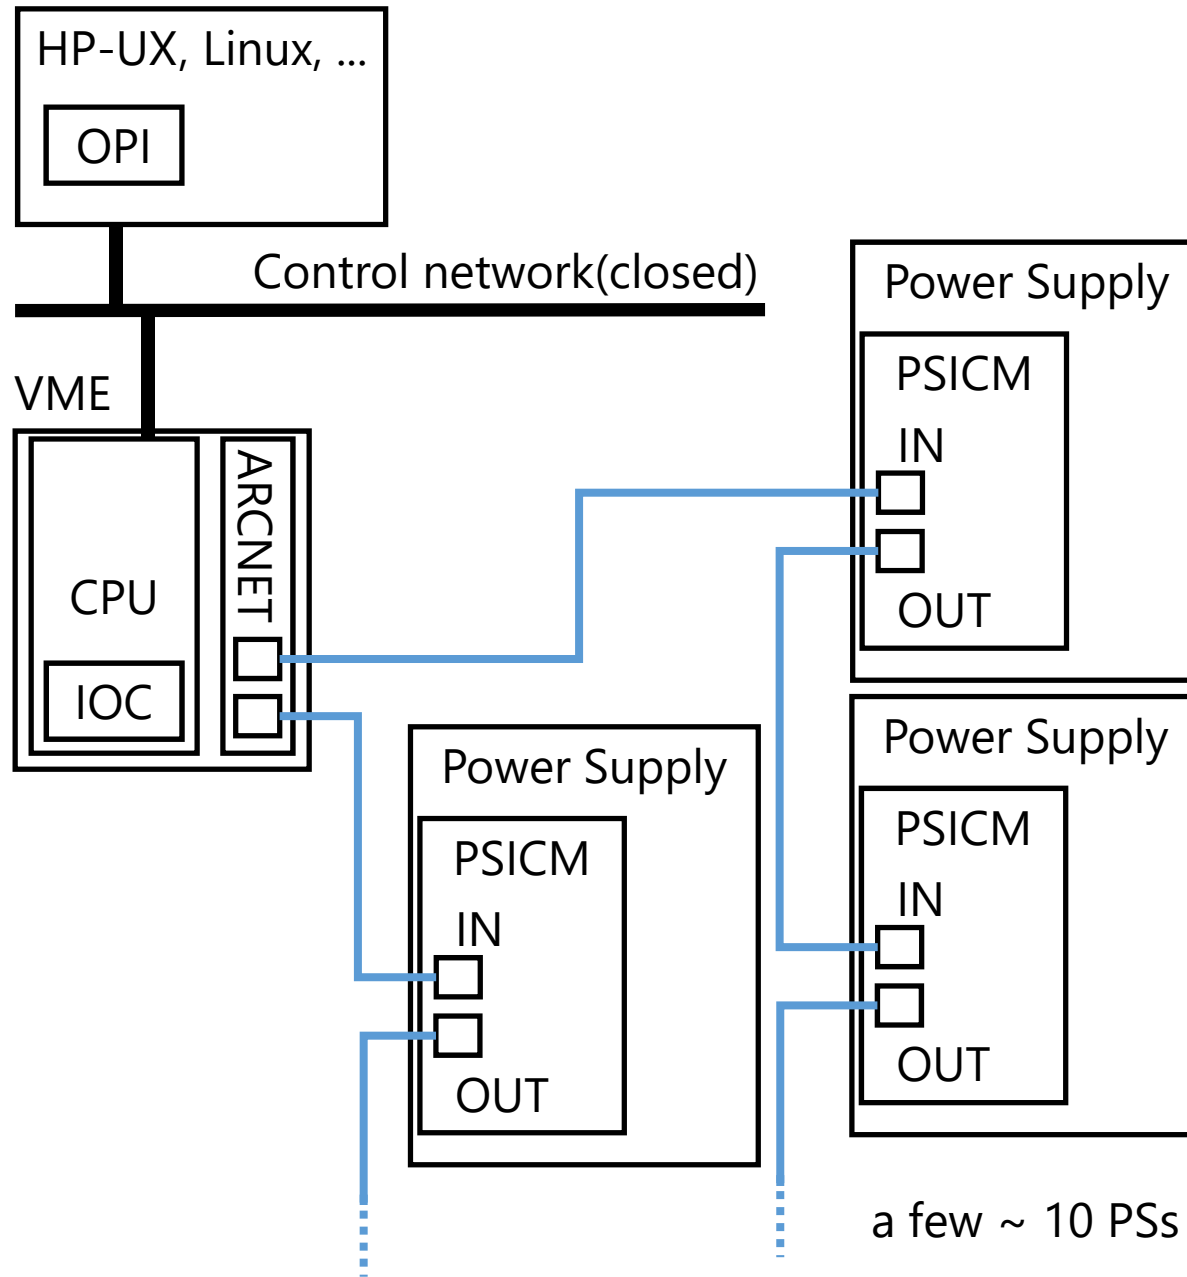 HP-UX, Linux, ...
OPI
Control network(closed)
VME
ARCNET
CPU
IOC
Power Supply
PSICM
IN
OUT
Power Supply
PSICM
IN
OUT
Power Supply
PSICM
IN
OUT
a few ~ 10 PSs